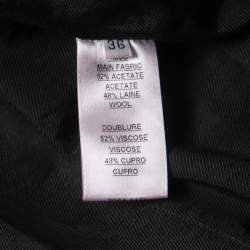 36
MAIN FABRIC
52% ACETATE
ACETATE
48% LAINE
WOOL
DOUBLURE
52% VISCOSE
VISCOSE
48% CUPRO
CUPRO